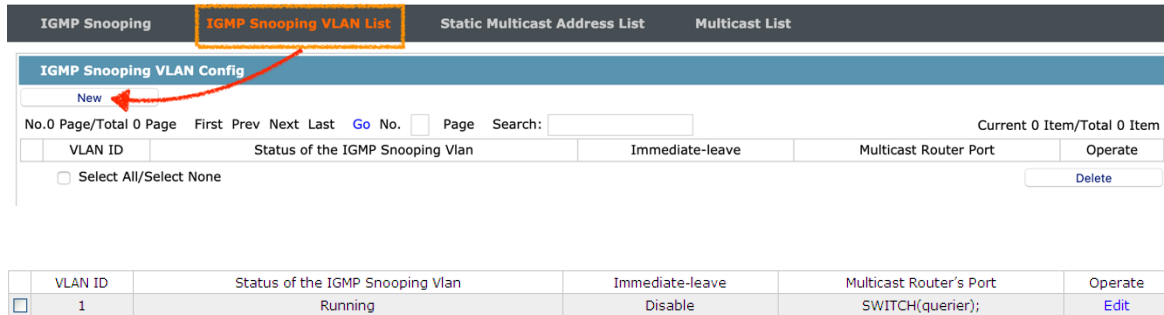 IGMP Snooping IGMP Snooping VLAN List Static Multicast Address List Multicast List
IGMP Snooping VLAN Config
New
No.0 Page/Total 0 Page First Prev Next Last Go No. Page Search: Current 0 Item/Total 0 Item
VLAN ID Status of the IGMP Snooping Vlan Immediate-leave Multicast Router Port Operate
Select All/Select None Delete
VLAN ID Status of the IGMP Snooping Vlan Immediate-leave Multicast Router's Port Operate
1 Running Disable SWITCH(querier); Edit